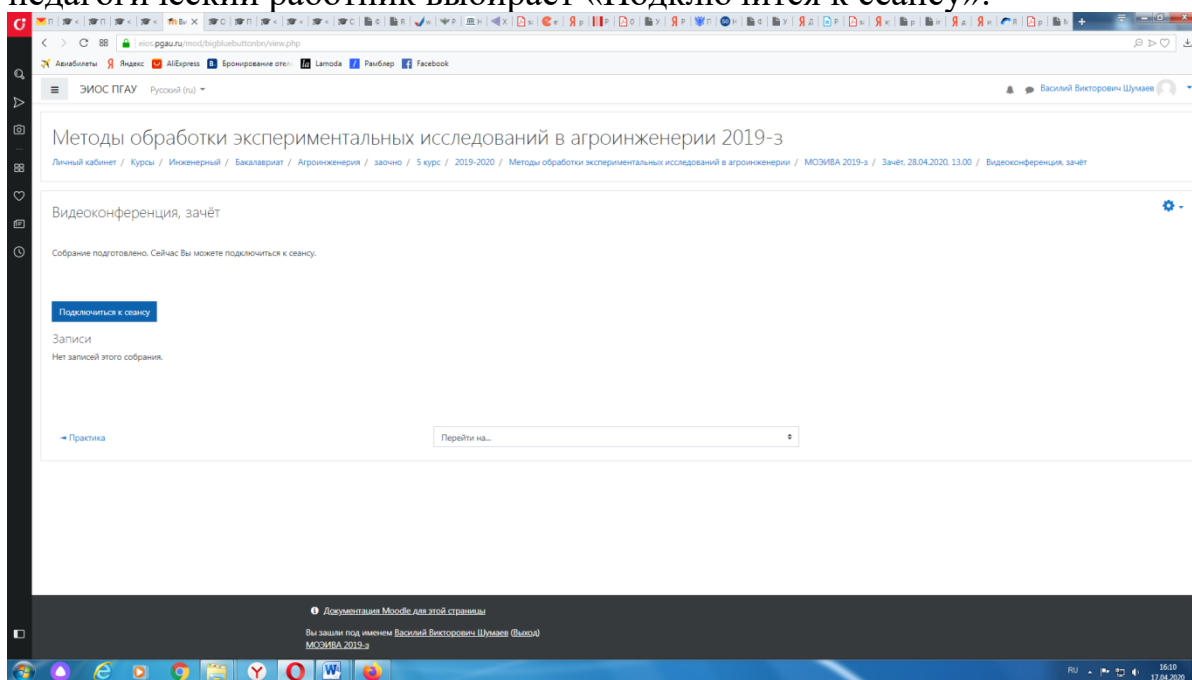 педагогический работник выбирает «Подключится к сеансу».
eios.pgau.ru/mod/bigbluebuttonbn/view.php
Авиабилеты Яндекс AliExpress Бронирование отел Lamoda Рамблер Facebook
ЭИОС ПГАУ Русский (ru) Василий Викторович Шумаев
Методы обработки экспериментальных исследований в агроинженерии 2019-з
Личный кабинет / Курсы / Инженерный / Бакалавриат / Агроинженерия / заочно / 5 курс / 2019-2020 / Методы обработки экспериментальных исследований в агроинженерии / МОЭИВА 2019-з / Зачёт, 28.04.2020, 13.00 / Видеоконференция, зачёт
Видеоконференция, зачёт
Собрание подготовлено. Сейчас Вы можете подключиться к сеансу.
Подключиться к сеансу
Записи
Нет записей этого собрания.
◄ Практика
Перейти на...
Документация Moodle для этой страницы
Вы зашли под именем Василий Викторович Шумаев (Выход)
МОЭИВА 2019-з
RU
16:10
17.04.2020